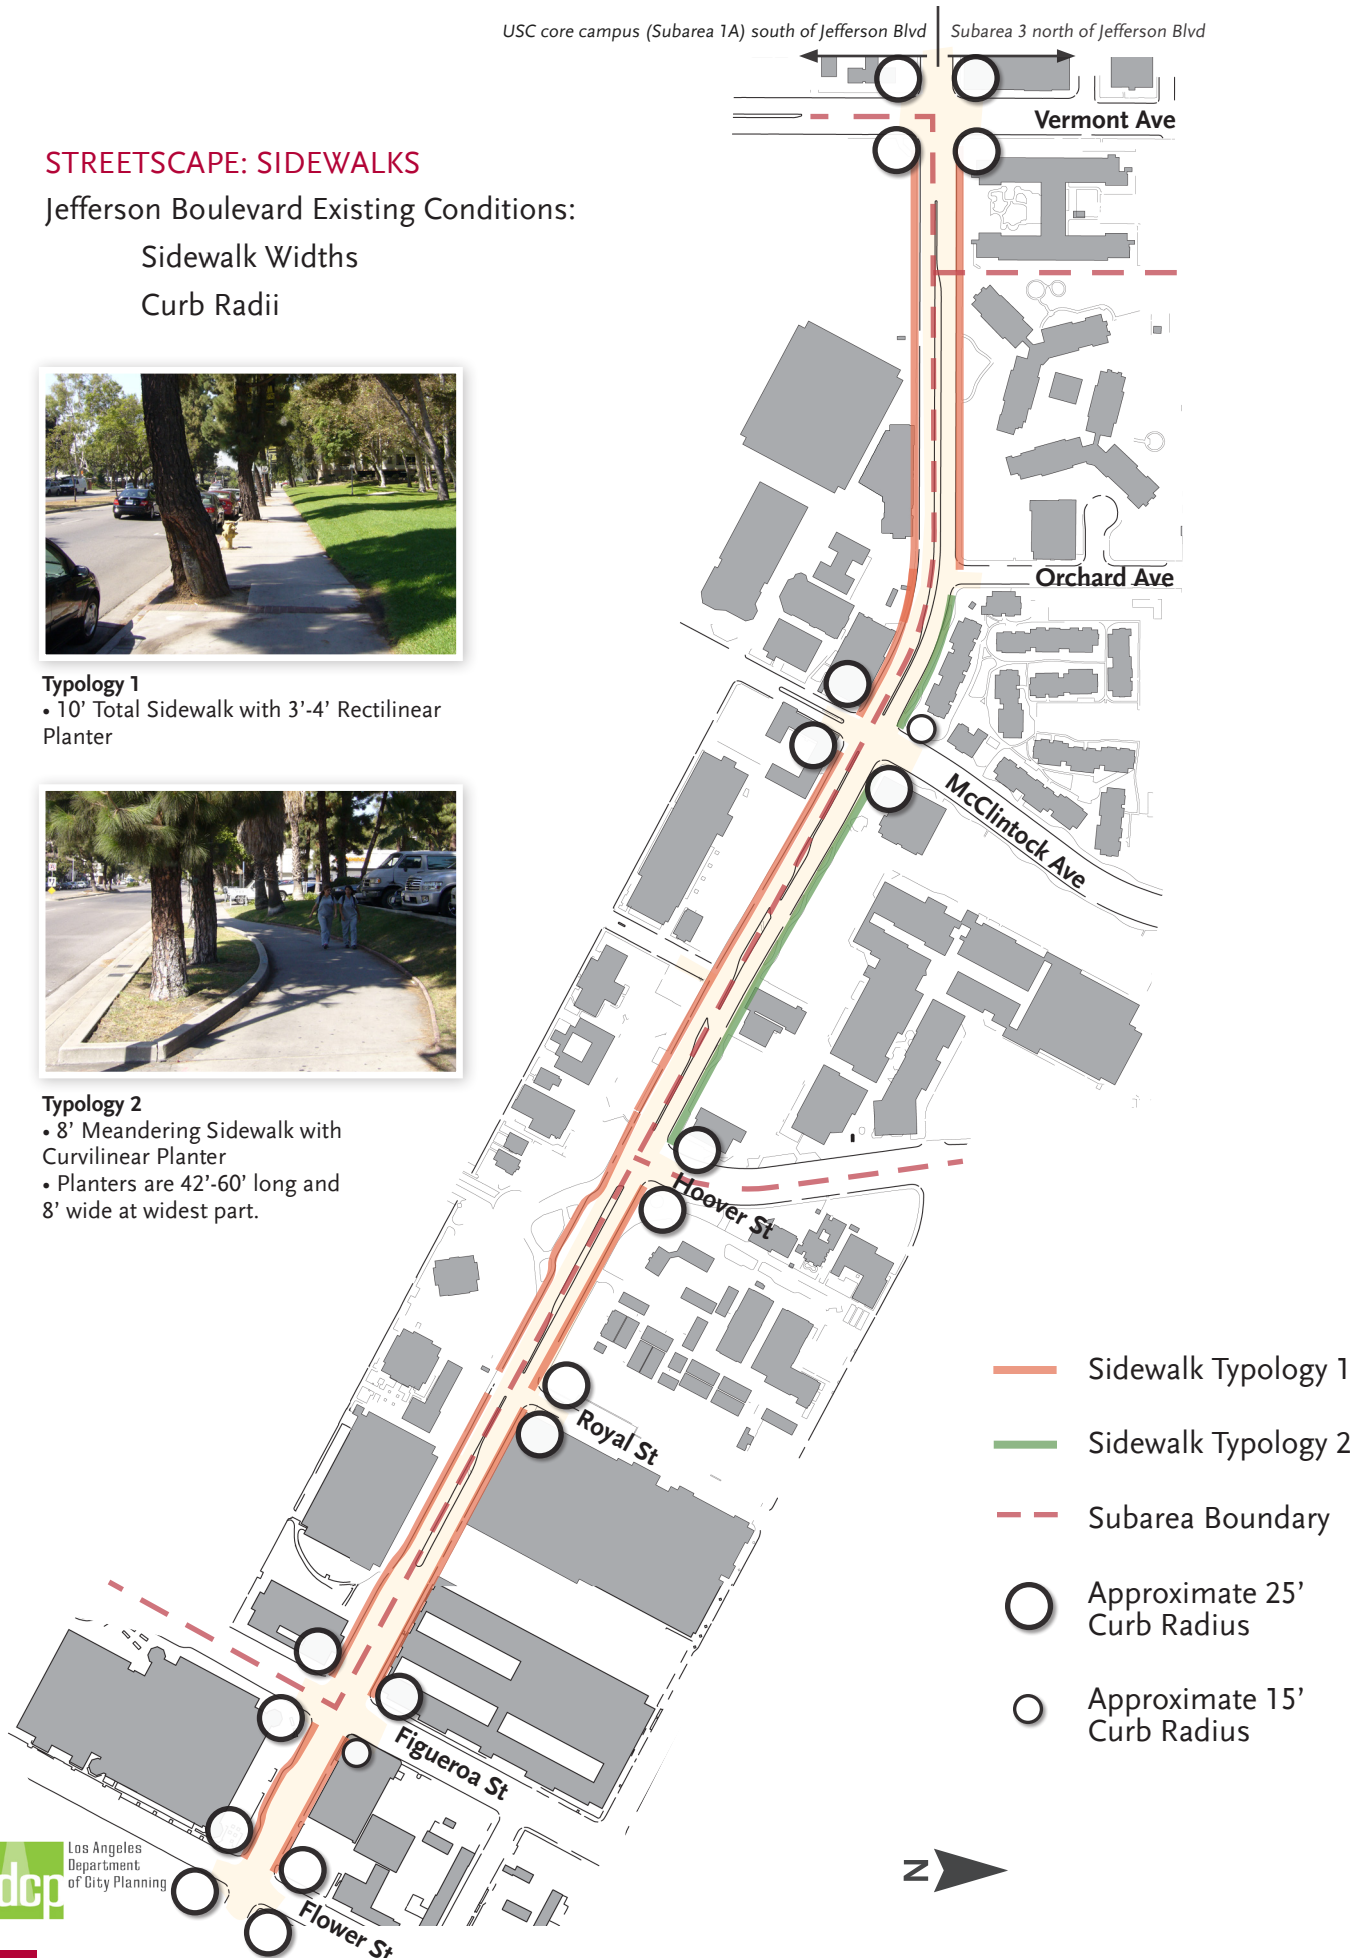 USC core campus (Subarea 1A) south of Jefferson Blvd
Subarea 3 north of Jefferson Blvd
Vermont Ave
STREETSCAPE: SIDEWALKS
Jefferson Boulevard Existing Conditions:
Sidewalk Widths
Curb Radii
Orchard Ave
Typology 1
• 10’ Total Sidewalk with 3’-4’ Rectilinear
Planter
McClintock Ave
Typology 2
• 8’ Meandering Sidewalk with
Curvilinear Planter
• Planters are 42’-60’ long and
8’ wide at widest part.
Hoover St
Royal St
Sidewalk Typology 1
Sidewalk Typology 2
Subarea Boundary
Approximate 25’
Curb Radius
Approximate 15’
Curb Radius
Figueroa St
Flower St
N
dcp
Los Angeles
Department
of City Planning